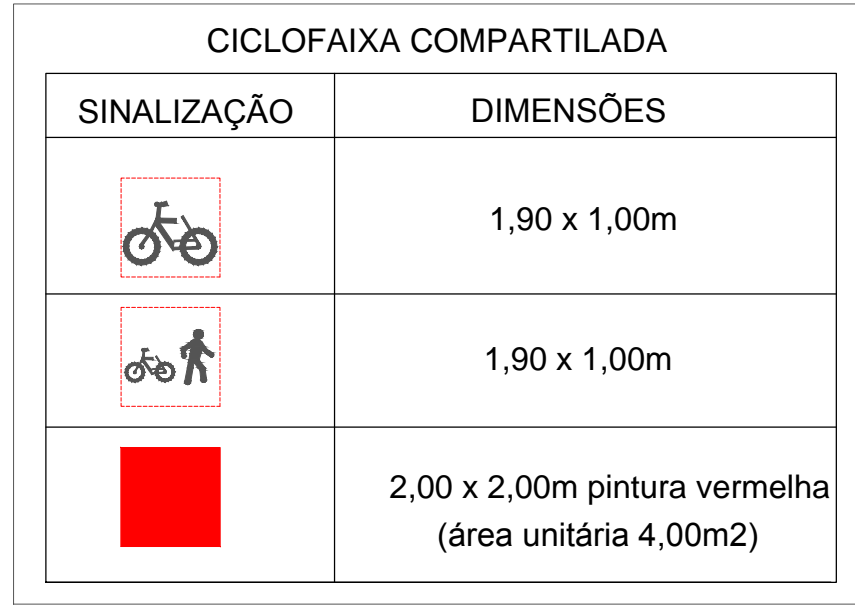 CICLOFAIXA COMPARTILADA
SINALIZAÇÃO
DIMENSÕES
1,90 x 1,00m
1,90 x 1,00m
2,00 x 2,00m pintura vermelha
(área unitária 4,00m2)